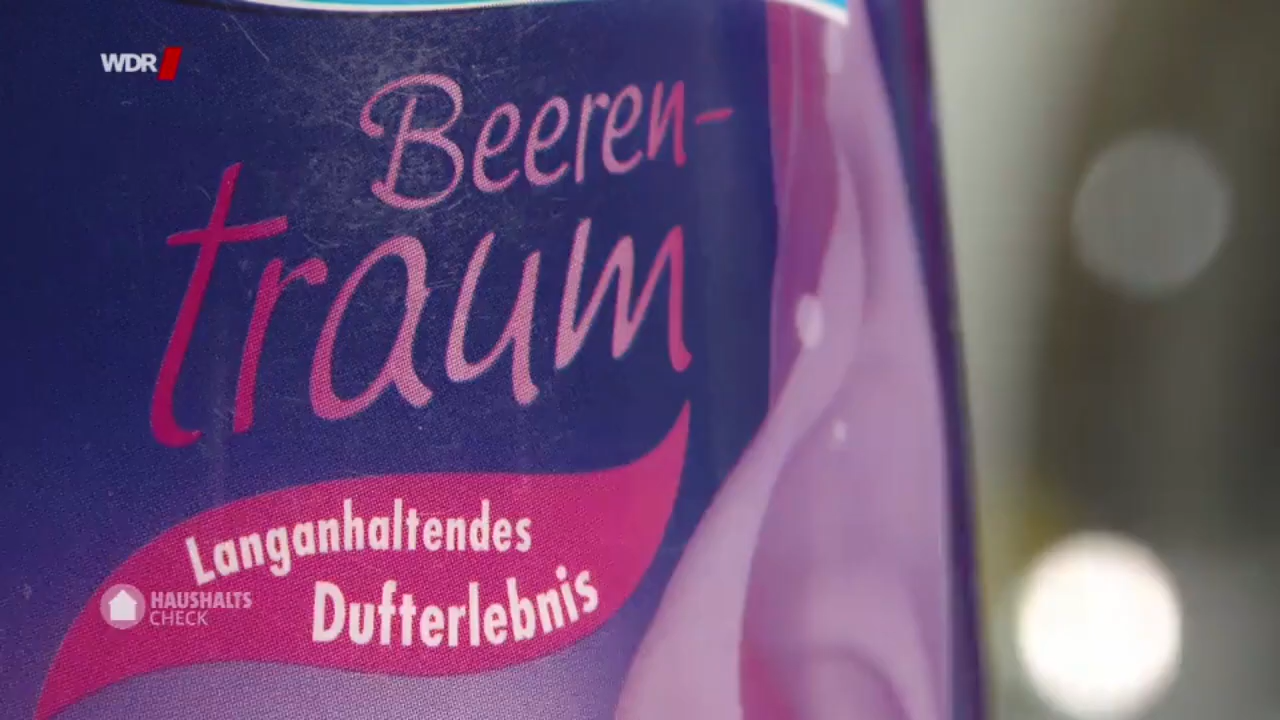 WDR
Beeren-
traum
Langanhaltendes
Dufterlebnis
HAUSHALTS
CHECK